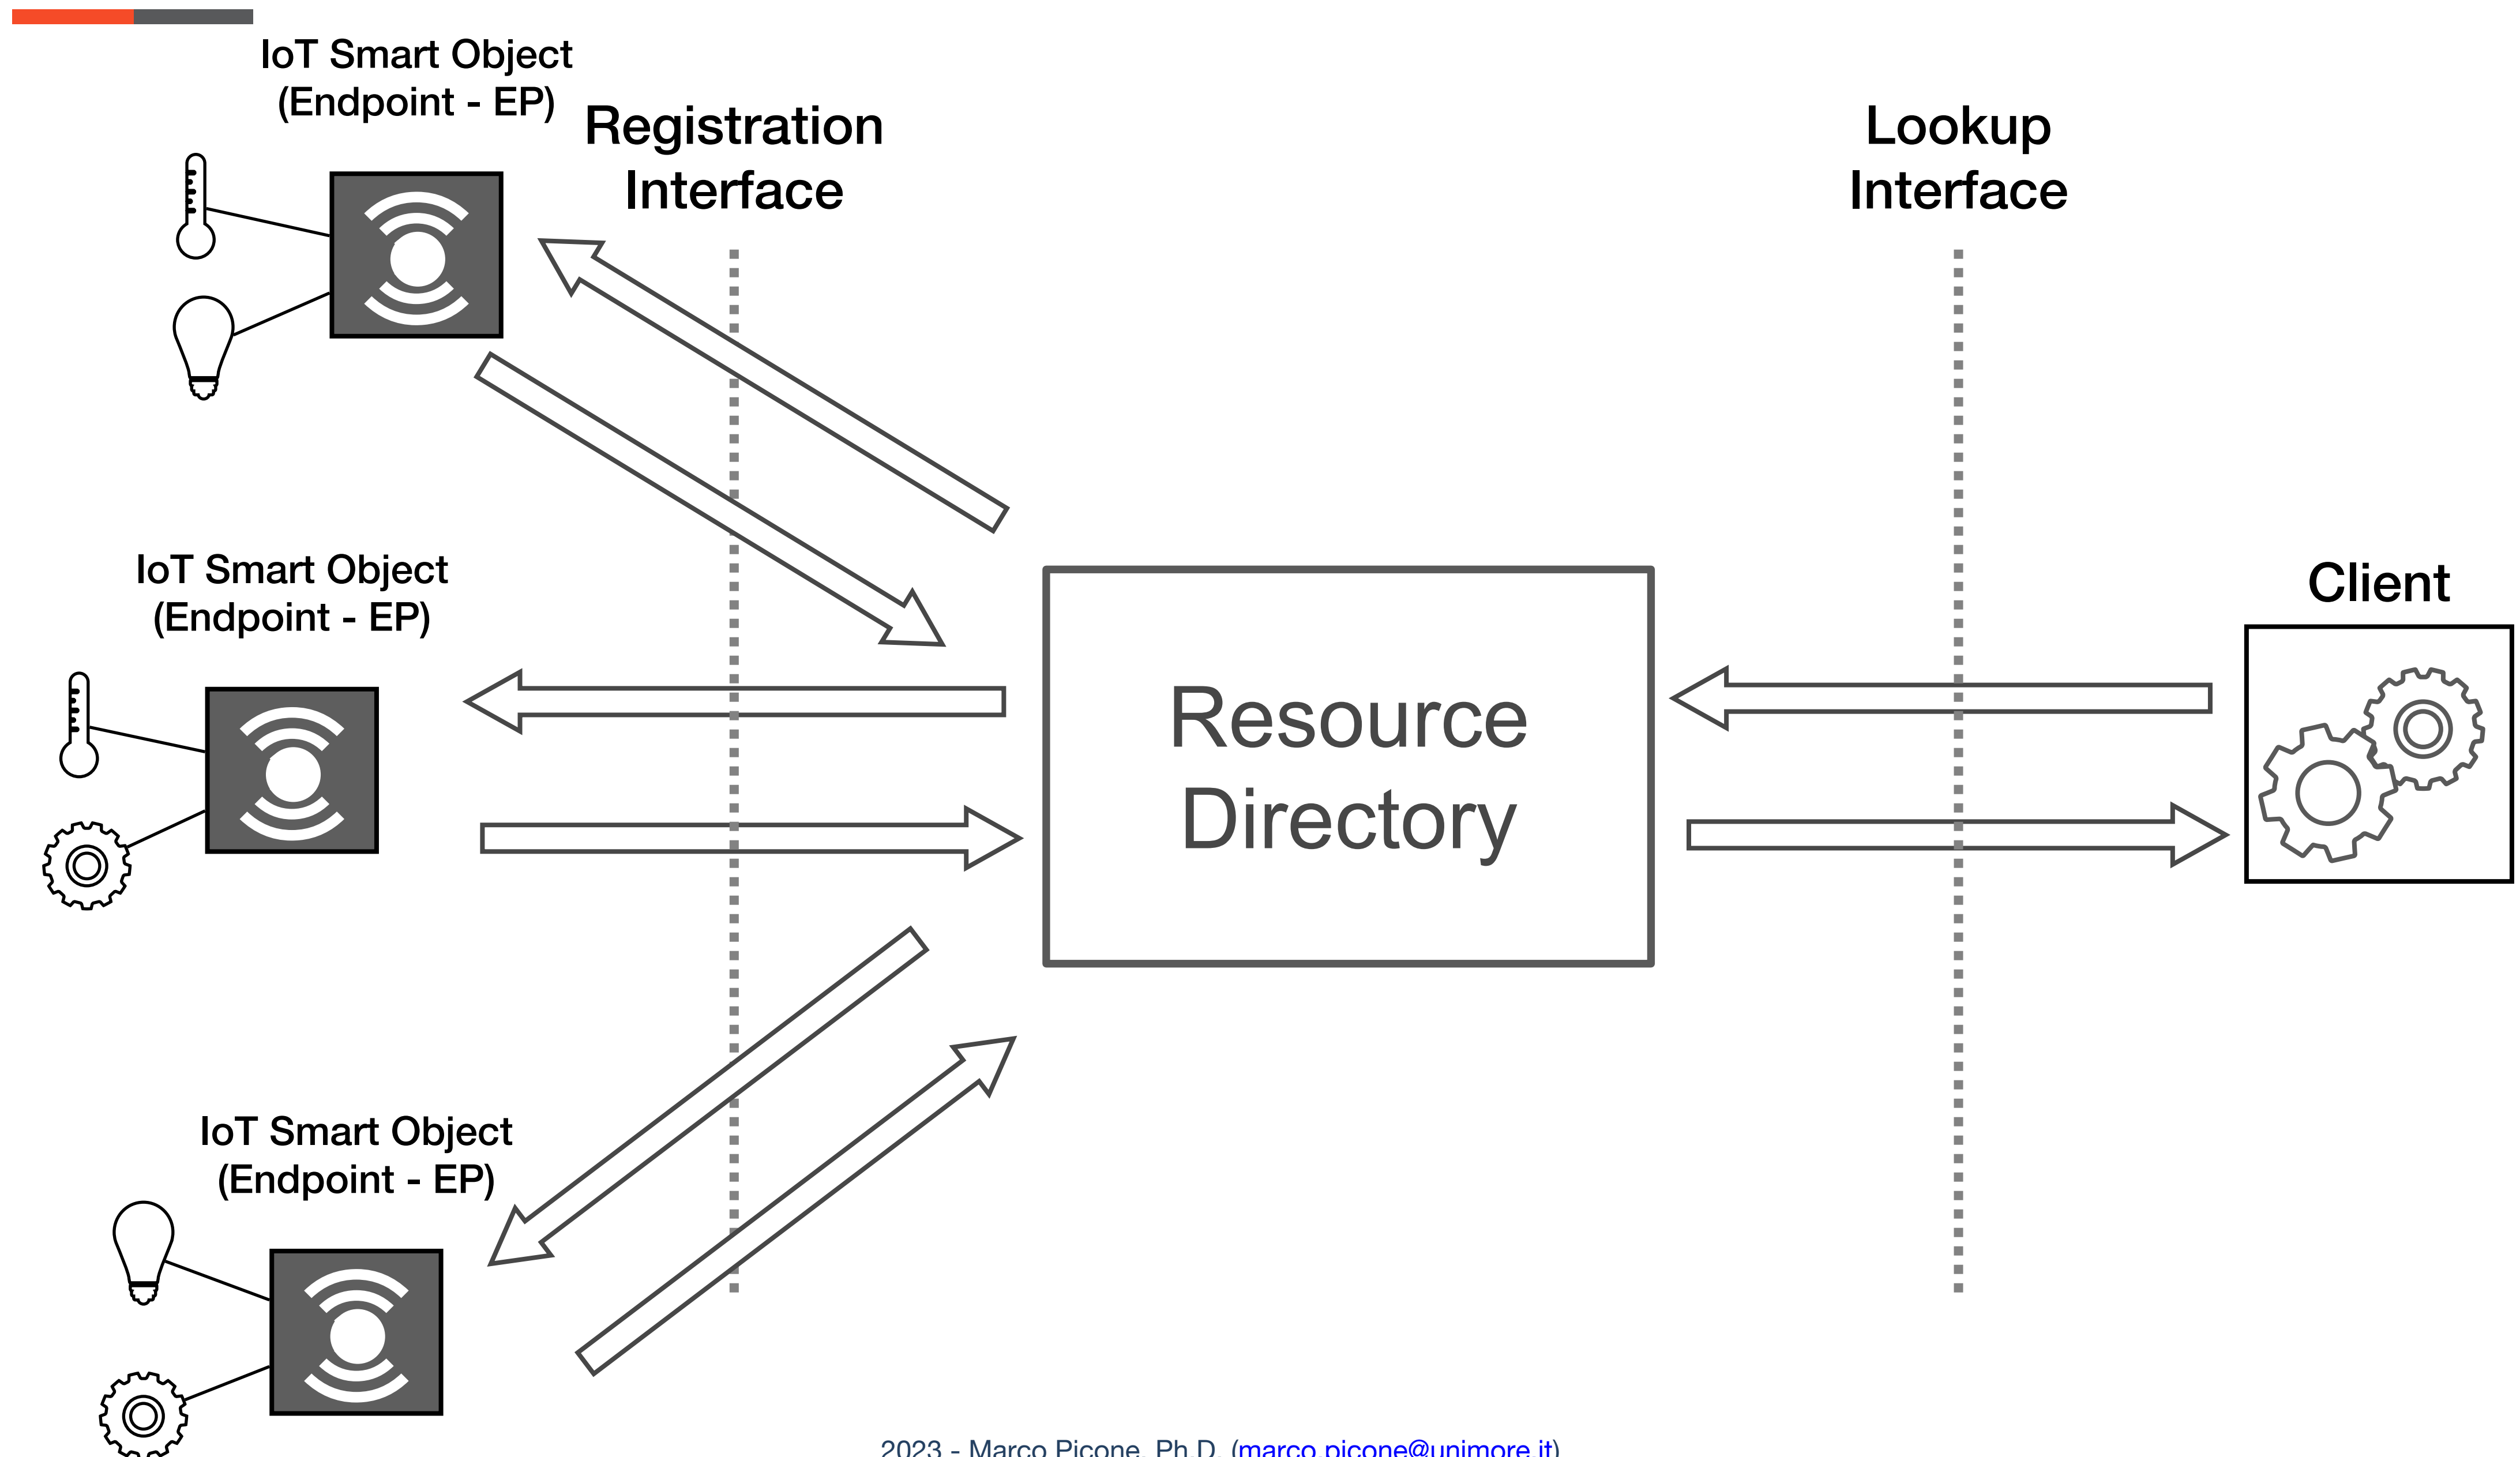 IoT Smart Object
(Endpoint - EP)
Registration
Interface
Lookup
Interface
IoT Smart Object
(Endpoint - EP)
Client
Resource
Directory
IoT Smart Object
(Endpoint - EP)
2023 - Marco Picone, Ph.D. (marco.picone@unimore.it)